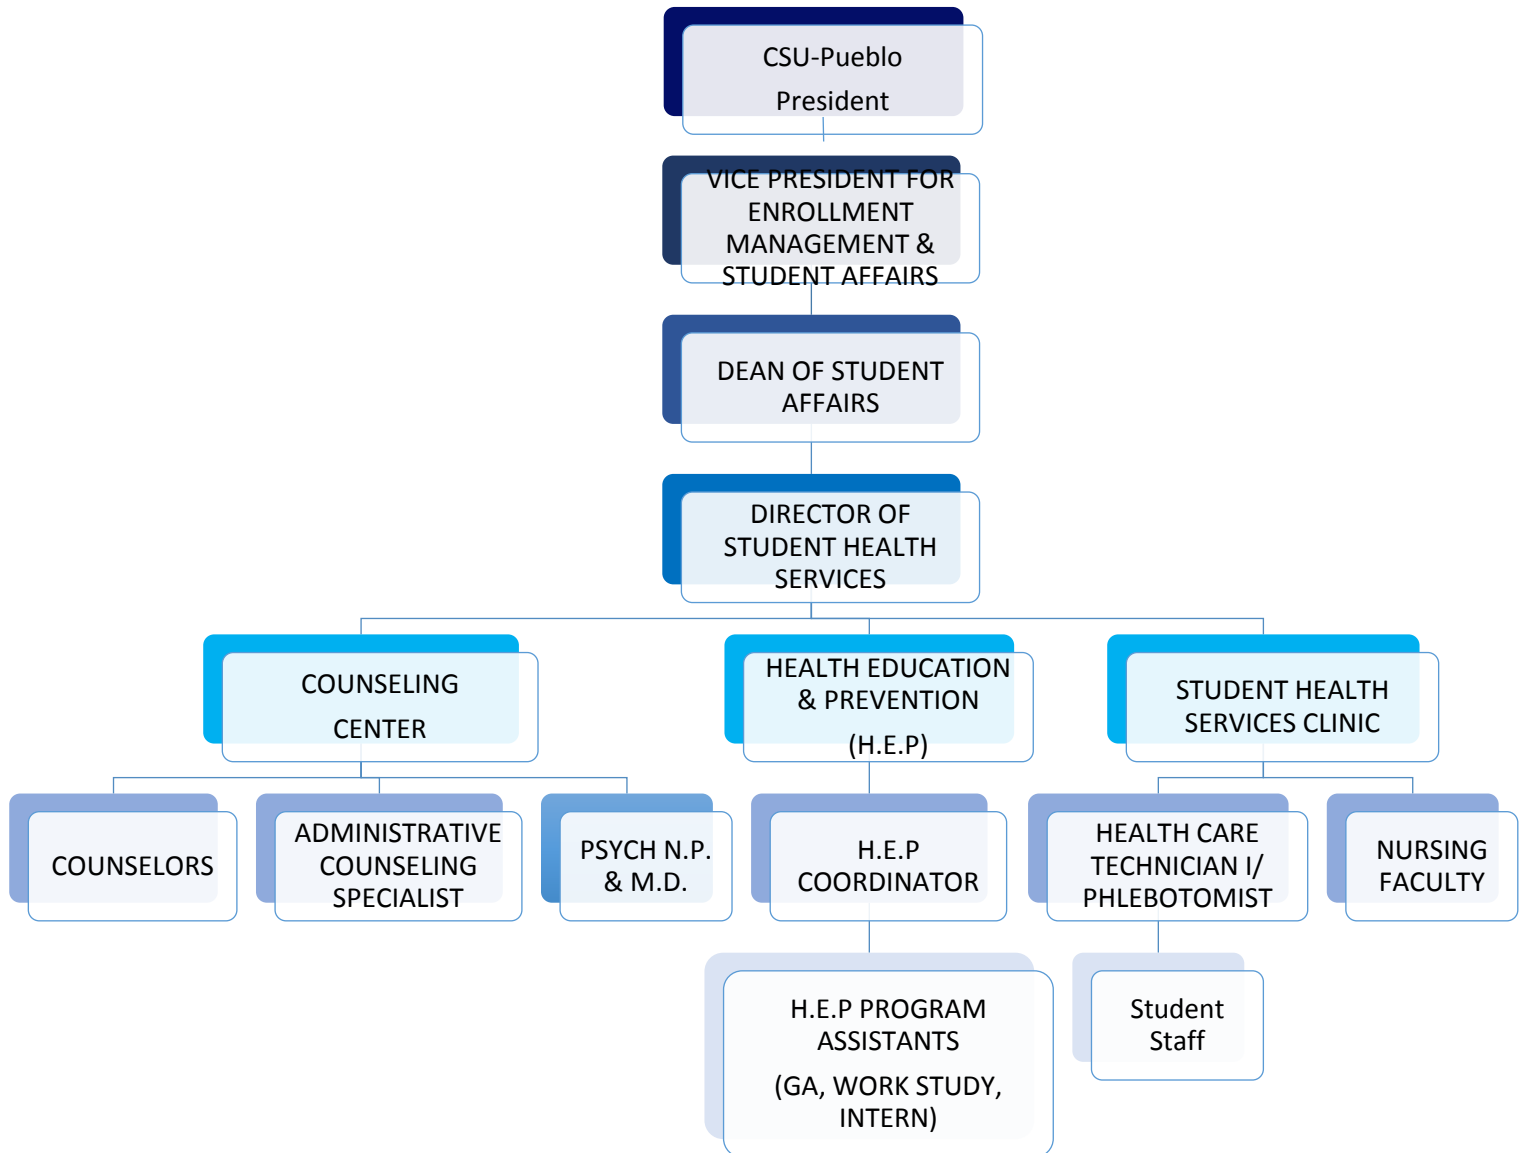 CSU-Pueblo
President
VICE PRESIDENT FOR
ENROLLMENT
MANAGEMENT &
STUDENT AFFAIRS
DEAN OF STUDENT
AFFAIRS
DIRECTOR OF
STUDENT HEALTH
SERVICES
COUNSELING
CENTER
HEALTH EDUCATION
& PREVENTION
(H.E.P)
STUDENT HEALTH
SERVICES CLINIC
COUNSELORS
ADMINISTRATIVE
COUNSELING
SPECIALIST
PSYCH N.P.
& M.D.
H.E.P
COORDINATOR
HEALTH CARE
TECHNICIAN I/
PHLEBOTOMIST
NURSING
FACULTY
H.E.P PROGRAM
ASSISTANTS
(GA, WORK STUDY,
INTERN)
Student
Staff